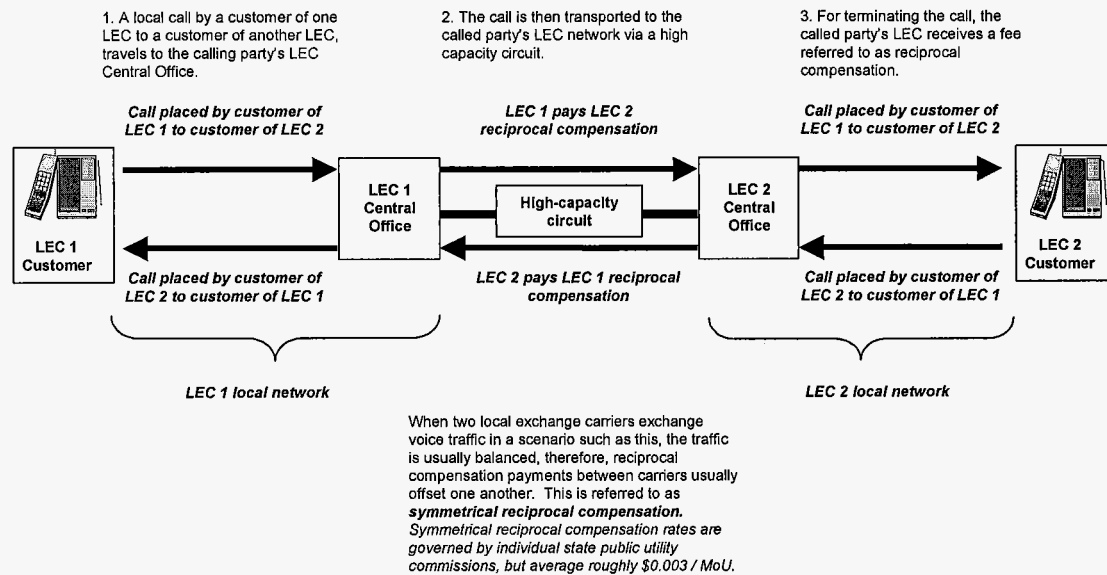 1. A local call by a customer of one
LEC to a customer of another LEC,
travels to the calling party's LEC
Central Office.
2. The call is then transported to the
called party's LEC network via a high
capacity circuit.
3. For terminating the call, the
called party's LEC receives a fee
referred to as reciprocal
compensation.
Call placed by customer of
LEC 1 to customer of LEC 2
LEC 1 pays LEC 2
reciprocal compensation
Call placed by customer of
LEC 1 to customer of LEC 2
LEC 1
Customer
LEC 1
Central
Office
High-capacity
circuit
LEC 2
Central
Office
LEC 2
Customer
Call placed by customer of
LEC 2 to customer of LEC 1
LEC 2 pays LEC 1 reciprocal
compensation
Call placed by customer of
LEC 2 to customer of LEC 1
LEC 1 local network
LEC 2 local network
When two local exchange carriers exchange
voice traffic in a scenario such as this, the traffic
is usually balanced, therefore, reciprocal
compensation payments between carriers usually
offset one another. This is referred to as
symmetrical reciprocal compensation.
Symmetrical reciprocal compensation rates are
governed by individual state public utility
commissions, but average roughly $0.003 / MoU.